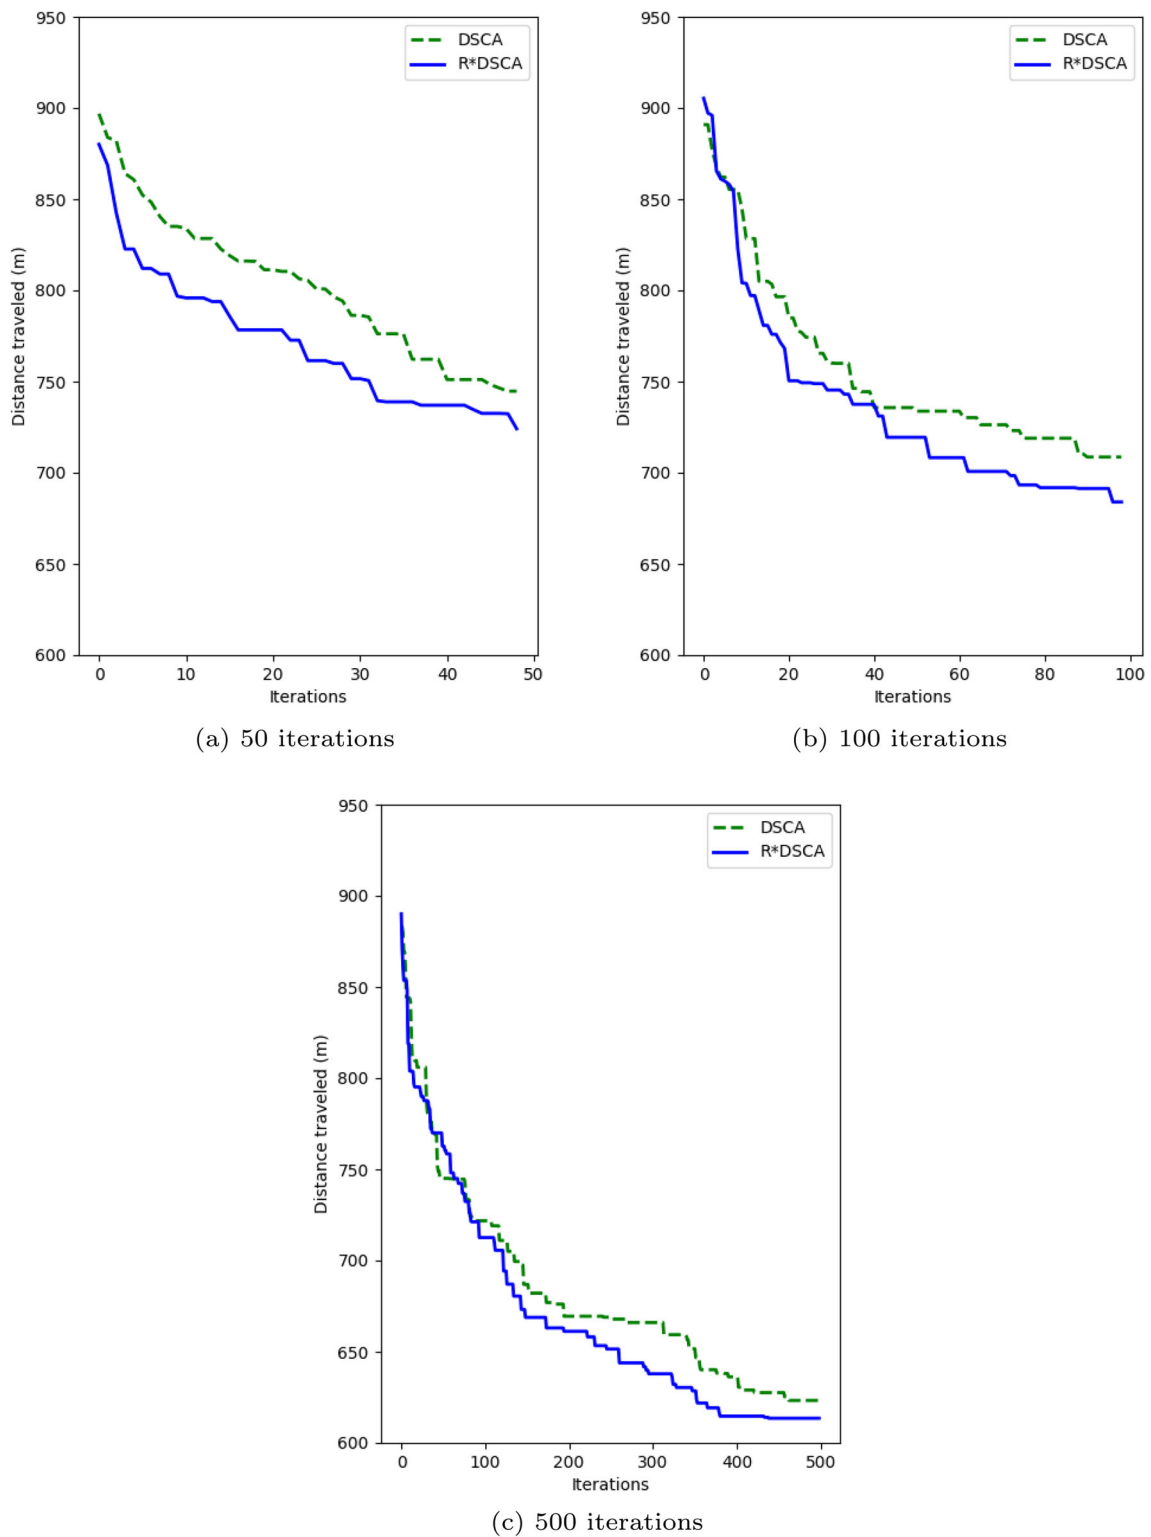 950
900
850
800
750
700
650
600
Distance traveled (m)
DSCA
R*DSCA
0 10 20 30 40 50
Iterations
(a) 50 iterations
950
900
850
800
750
700
650
600
Distance traveled (m)
DSCA
R*DSCA
0 20 40 60 80 100
Iterations
(b) 100 iterations
950
900
850
800
750
700
650
600
Distance traveled (m)
DSCA
R*DSCA
0 100 200 300 400 500
Iterations
(c) 500 iterations